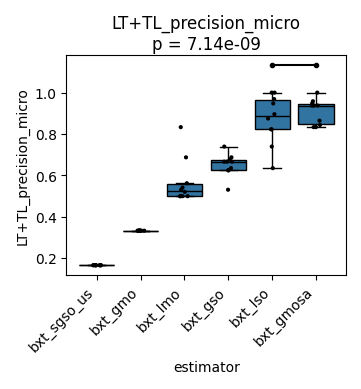 LT+TL_precision_micro
p = 7.14e-09
LT+TL_precision_micro
1.0
0.8
0.6
0.4
0.2
bxt_sgso_us
bxt_gmo
bxt_lmo
bxt_gso
bxt_lso
bxt_gmosa
estimator